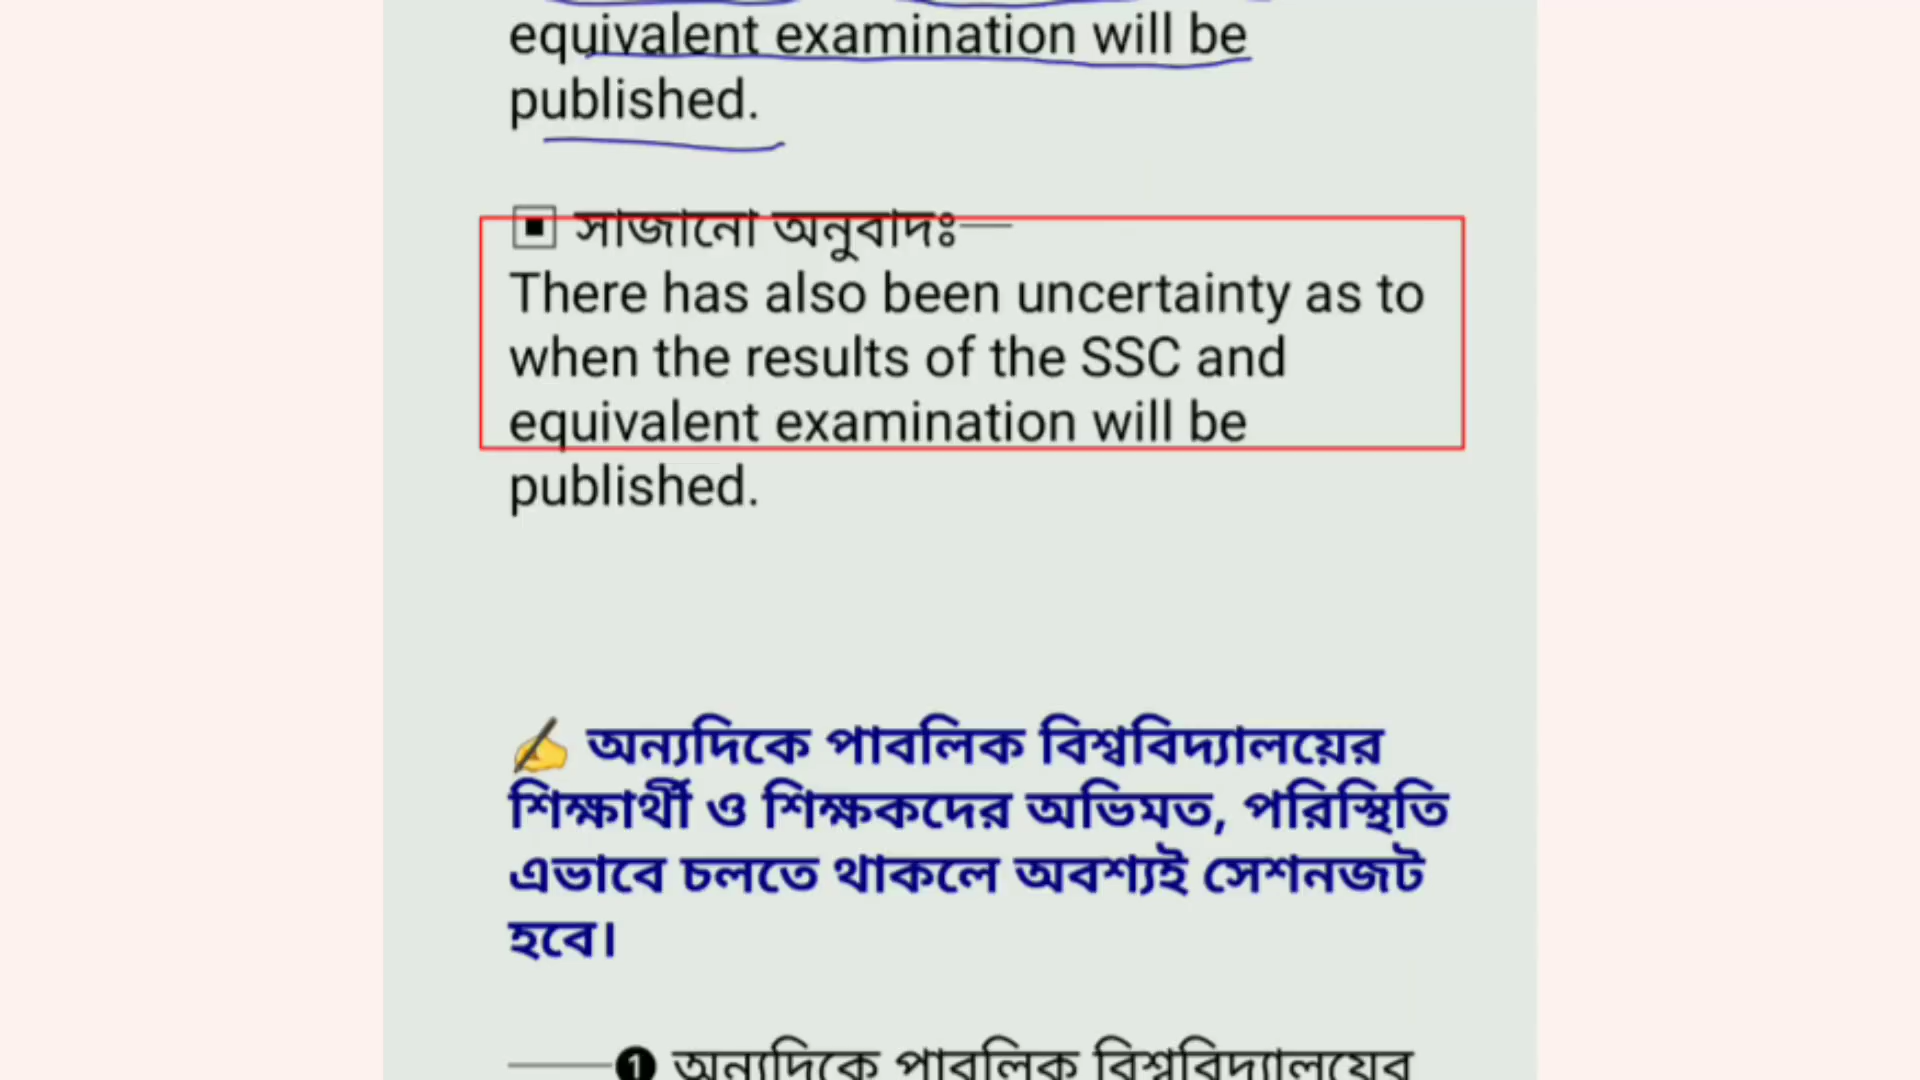 equivalent examination will be
published.
▣ সাজানো অনুবাদঃ—
There has also been uncertainty as to
when the results of the SSC and
equivalent examination will be
published.
✍ অন্যদিকে পাবলিক বিশ্ববিদ্যালয়ের
শিক্ষার্থী ও শিক্ষকদের অভিমত, পরিস্থিতি
এভাবে চলতে থাকলে অবশ্যই সেশনজট
হবে।
——❶ অন্যদিকে পাবলিক বিশ্ববিদ্যালয়ের